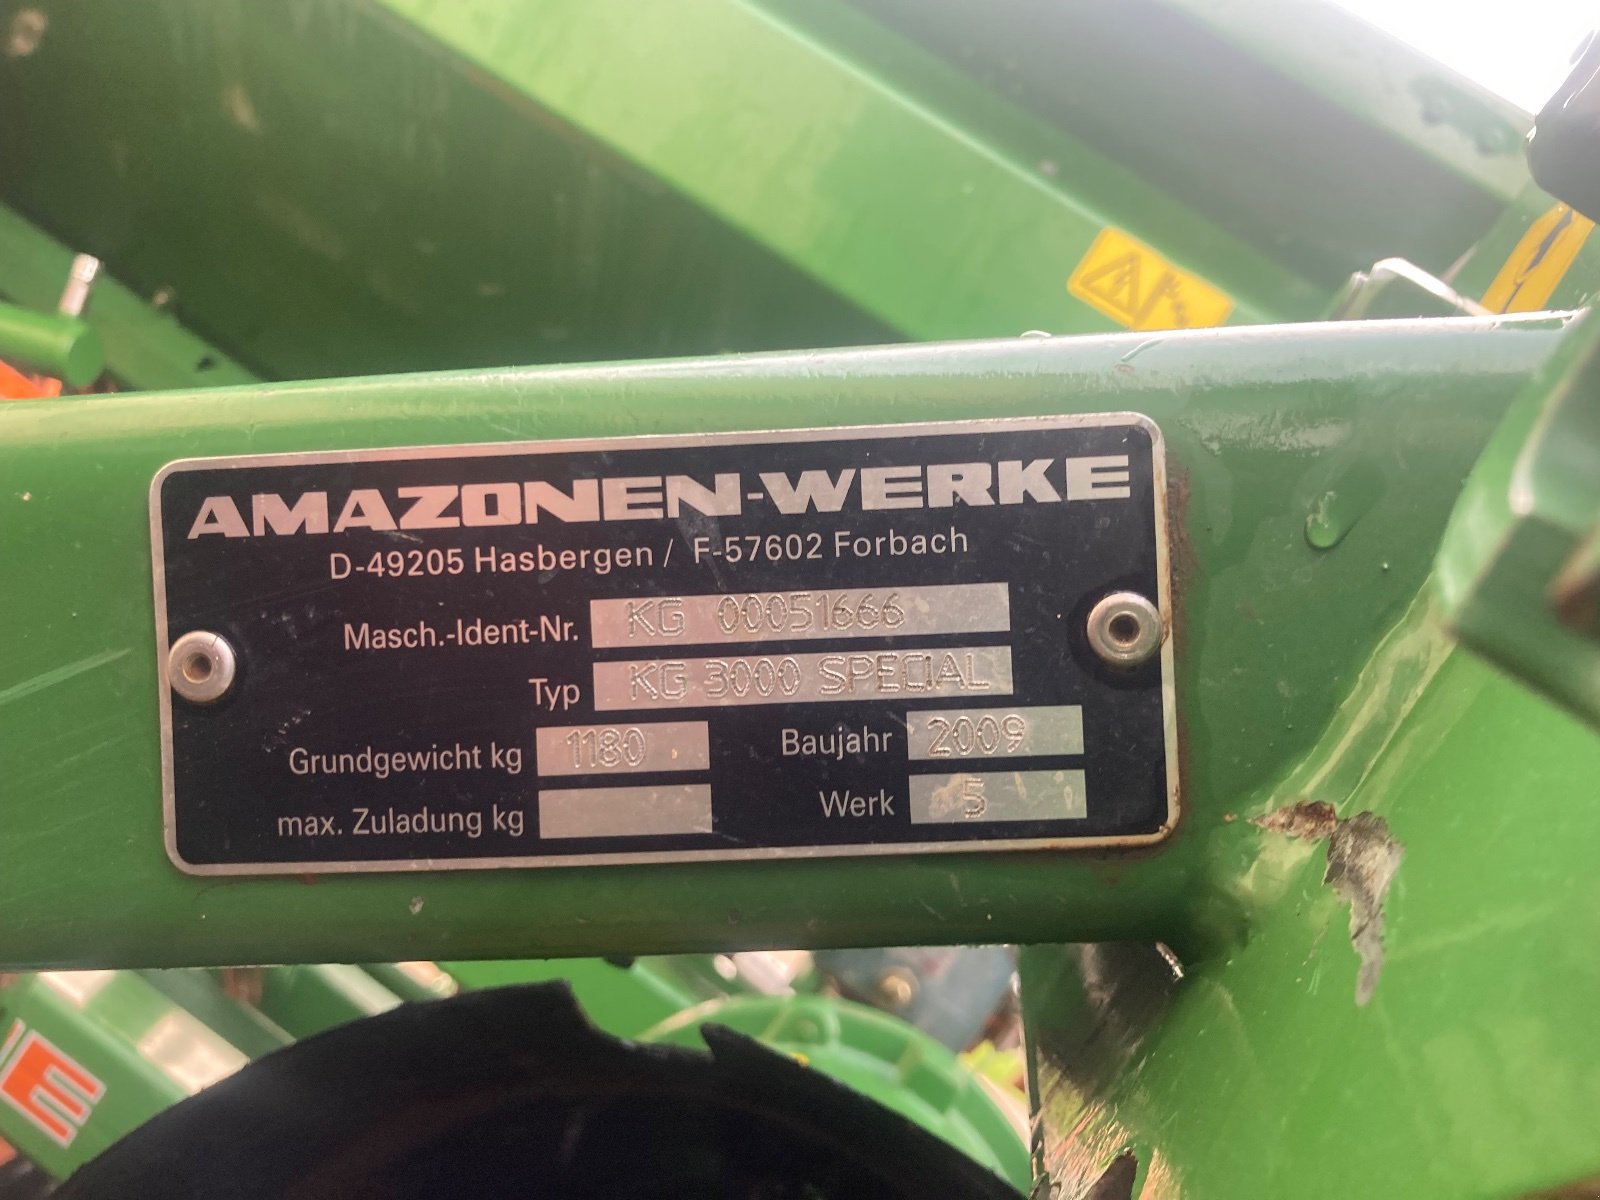 AMAZONEN-WERKE
D-49205 Hasbergen / F-57602 Forbach
Masch.-Ident-Nr. KG 00051666
Typ KG 3000 SPECIAL
Grundgewicht kg 1180 Baujahr 2009
max. Zuladung kg Werk 5
E